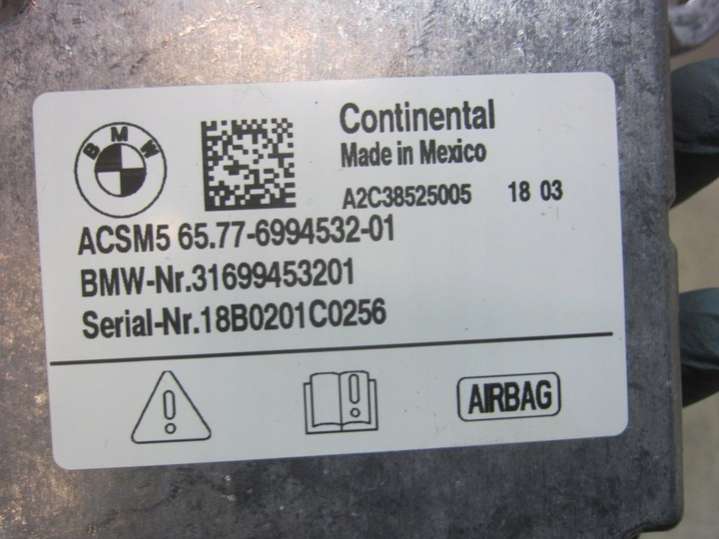 BMW
Continental
Made in Mexico
A2C38525005 18 03
ACSM5 65.77-6994532-01
BMW-Nr.31699453201
Serial-Nr.18B0201C0256
AIRBAG